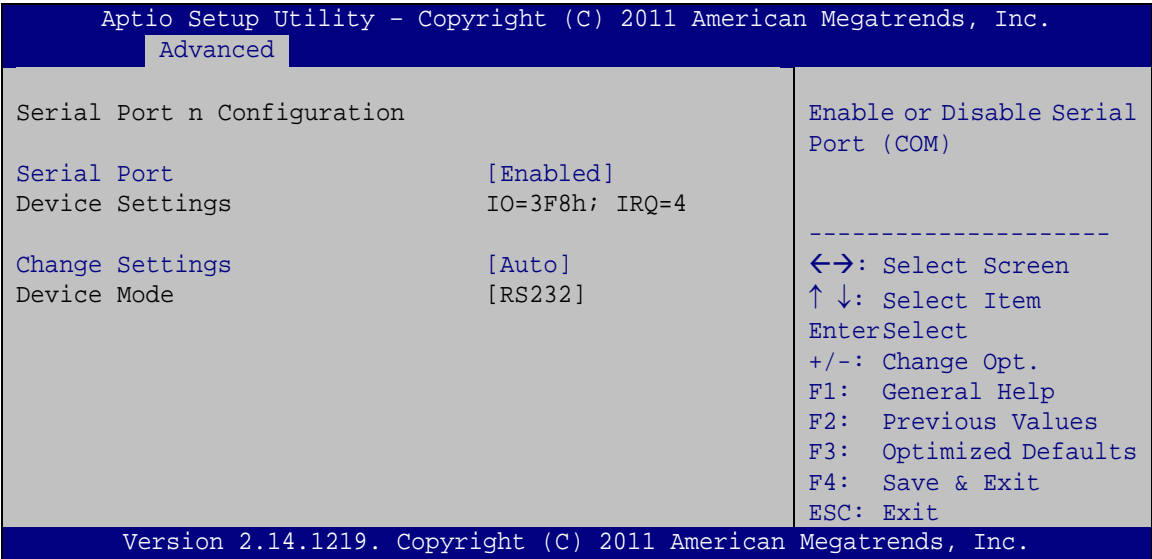 Aptio Setup Utility – Copyright (C) 2011 American Megatrends, Inc.
Advanced
Serial Port n Configuration
Serial Port [Enabled]
Device Settings IO=3F8h; IRQ=4
Change Settings [Auto]
Device Mode [RS232]
Enable or Disable Serial
Port (COM)
---------------------
←→: Select Screen
↑ ↓: Select Item
EnterSelect
+/-: Change Opt.
F1: General Help
F2: Previous Values
F3: Optimized Defaults
F4: Save & Exit
ESC: Exit
Version 2.14.1219. Copyright (C) 2011 American Megatrends, Inc.